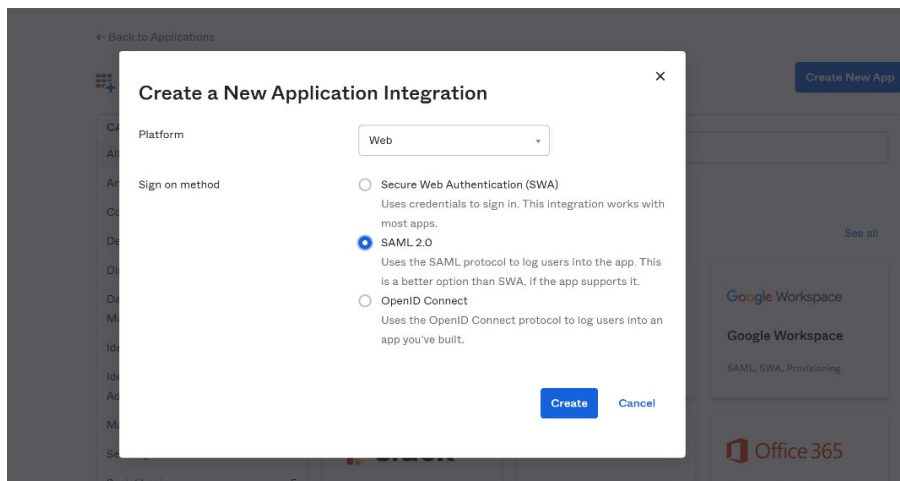 ← Back to Applications
Create New App
Create a New Application Integration
Platform
Web
Sign on method
Secure Web Authentication (SWA)
Uses credentials to sign in. This integration works with
most apps.
SAML 2.0
Uses the SAML protocol to log users into the app. This
is a better option than SWA, if the app supports it.
OpenID Connect
Uses the OpenID Connect protocol to log users into an
app you've built.
Create
Cancel
See all
Google Workspace
Google Workspace
SAML, SWA, Provisioning
Office 365